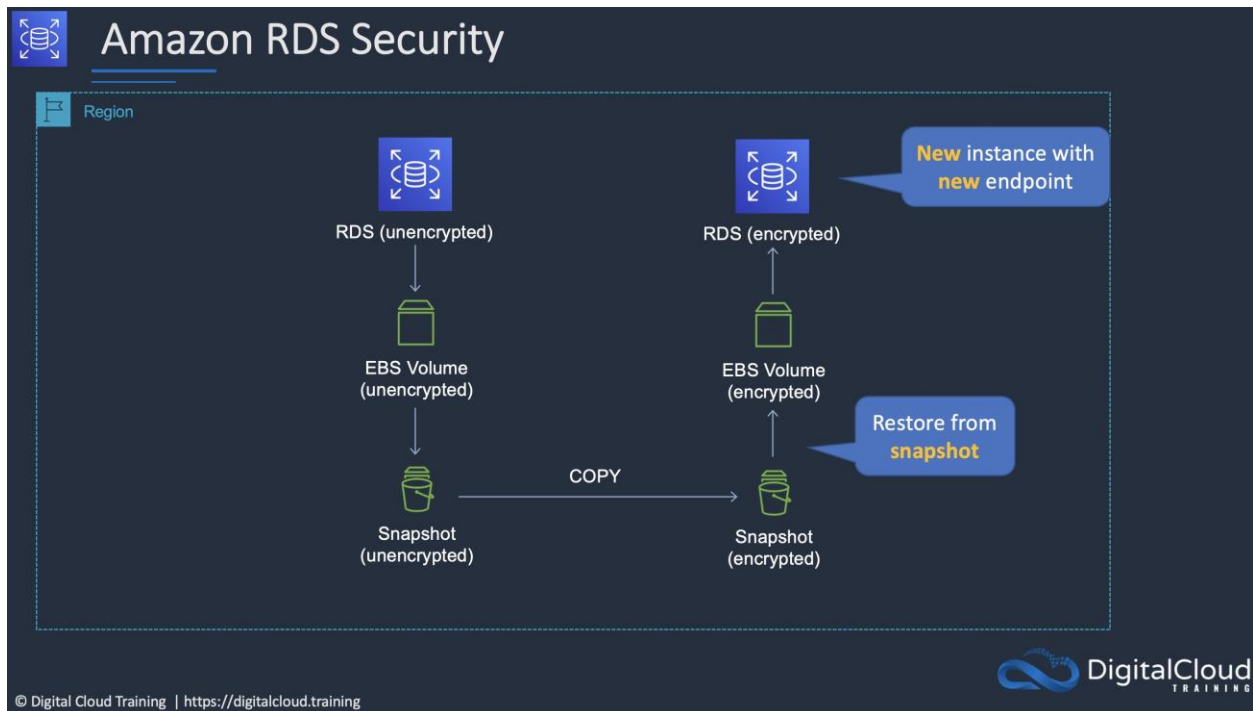 Amazon RDS Security
Region
RDS (unencrypted)
EBS Volume
(unencrypted)
Snapshot
(unencrypted)
COPY
RDS (encrypted)
New instance with
new endpoint
EBS Volume
(encrypted)
Restore from
snapshot
Snapshot
(encrypted)
© Digital Cloud Training | https://digitalcloud.training
DigitalCloud
TRAINING